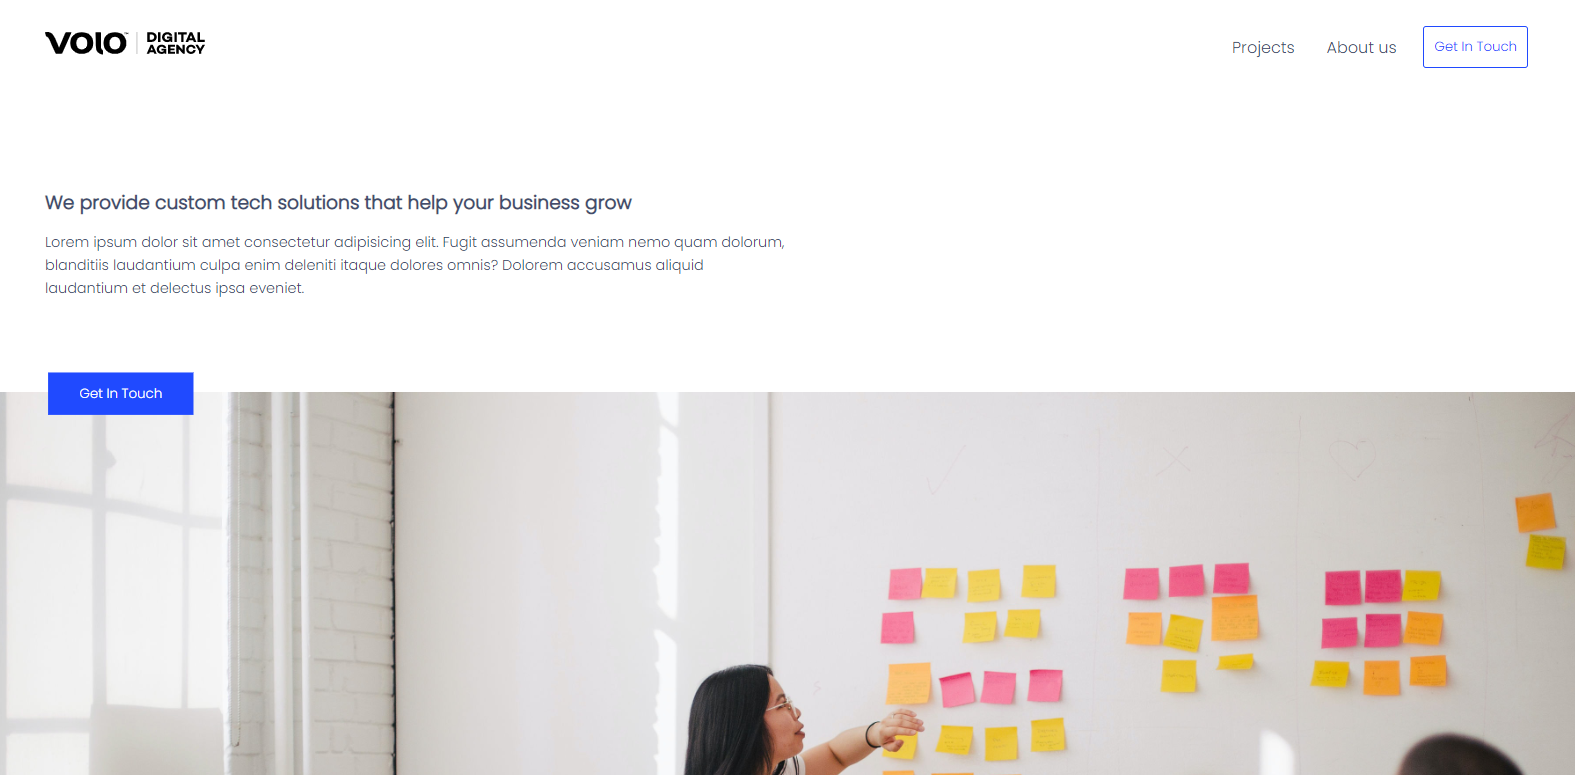 VOLO DIGITAL AGENCY
Projects About us Get In Touch
We provide custom tech solutions that help your business grow
Lorem ipsum dolor sit amet consectetur adipisicing elit. Fugit assumenda veniam nemo quam dolorum,
blanditiis laudantium culpa enim deleniti itaque dolores omnis? Dolorem accusamus aliquid
laudantium et delectus ipsa eveniet.
Get In Touch